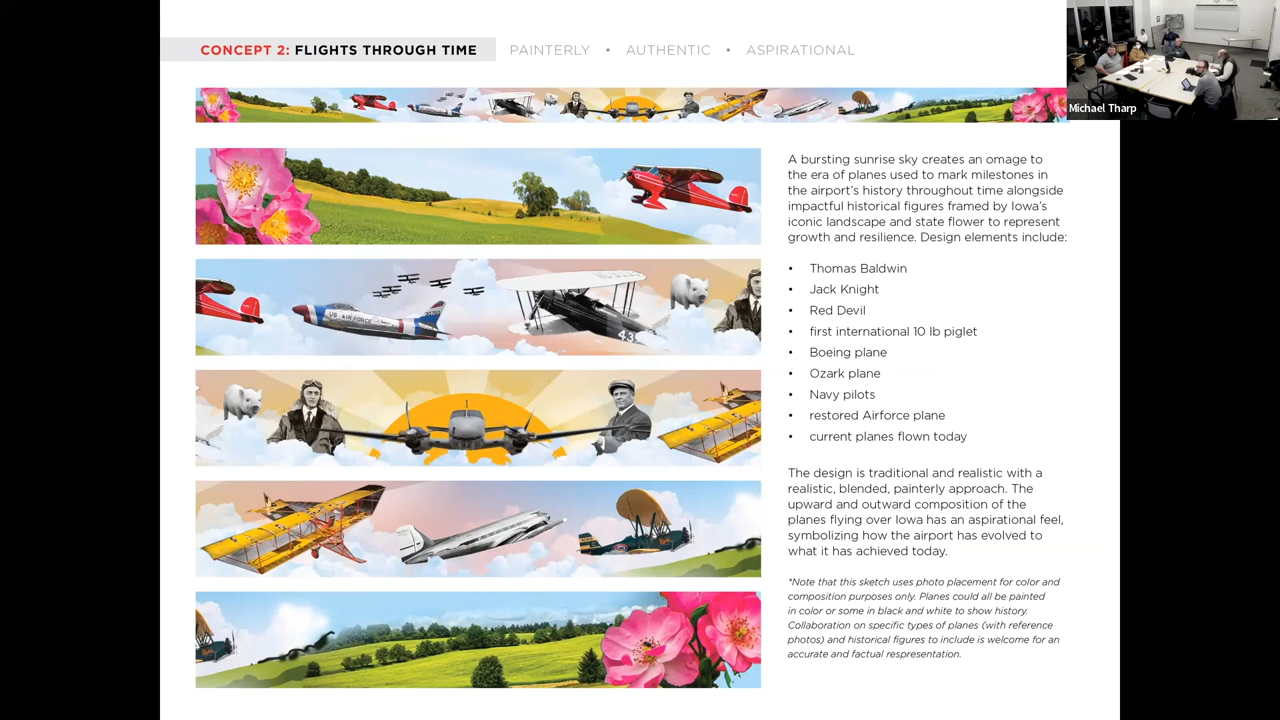 CONCEPT 2: FLIGHTS THROUGH TIME PAINTERLY • AUTHENTIC • ASPIRATIONAL
Michael Tharp
A bursting sunrise sky creates an omage to
the era of planes used to mark milestones in
the airport's history throughout time alongside
impactful historical figures framed by Iowa's
iconic landscape and state flower to represent
growth and resilience. Design elements include:
• Thomas Baldwin
• Jack Knight
• Red Devil
• first international 10 lb piglet
• Boeing plane
• Ozark plane
• Navy pilots
• restored Airforce plane
• current planes flown today
The design is traditional and realistic with a
realistic, blended, painterly approach. The
upward and outward composition of the
planes flying over Iowa has an aspirational feel,
symbolizing how the airport has evolved to
what it has achieved today.
*Note that this sketch uses photo placement for color and
composition purposes only. Planes could all be painted
in color or some in black and white to show history.
Collaboration on specific types of planes (with reference
photos) and historical figures to include is welcome for an
accurate and factual respresentation.
US AIR FORCE